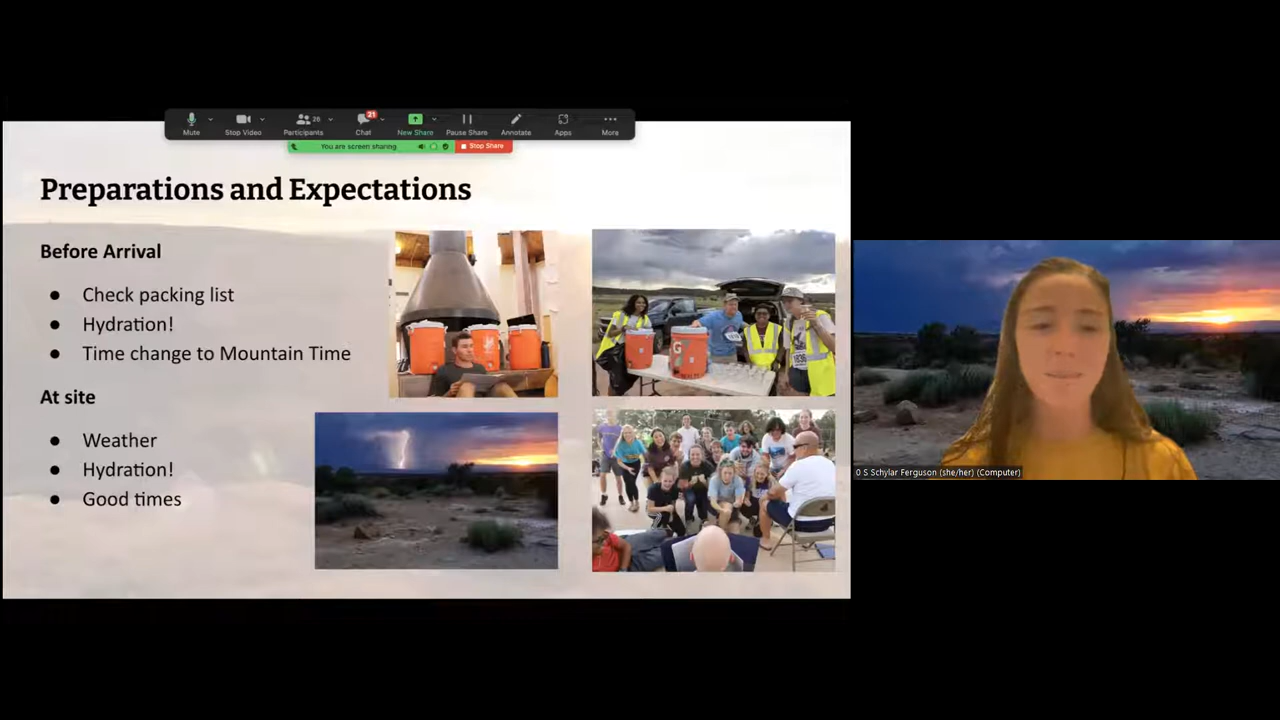 Mute
Stop Video
Participants
28
Chat
21
New Share
Pause Share
Annotate
Apps
More
You are screen sharing
Stop Share
Preparations and Expectations
Before Arrival
● Check packing list
● Hydration!
● Time change to Mountain Time
At site
● Weather
● Hydration!
● Good times
G
0 S Schylar Ferguson (she/her) (Computer)